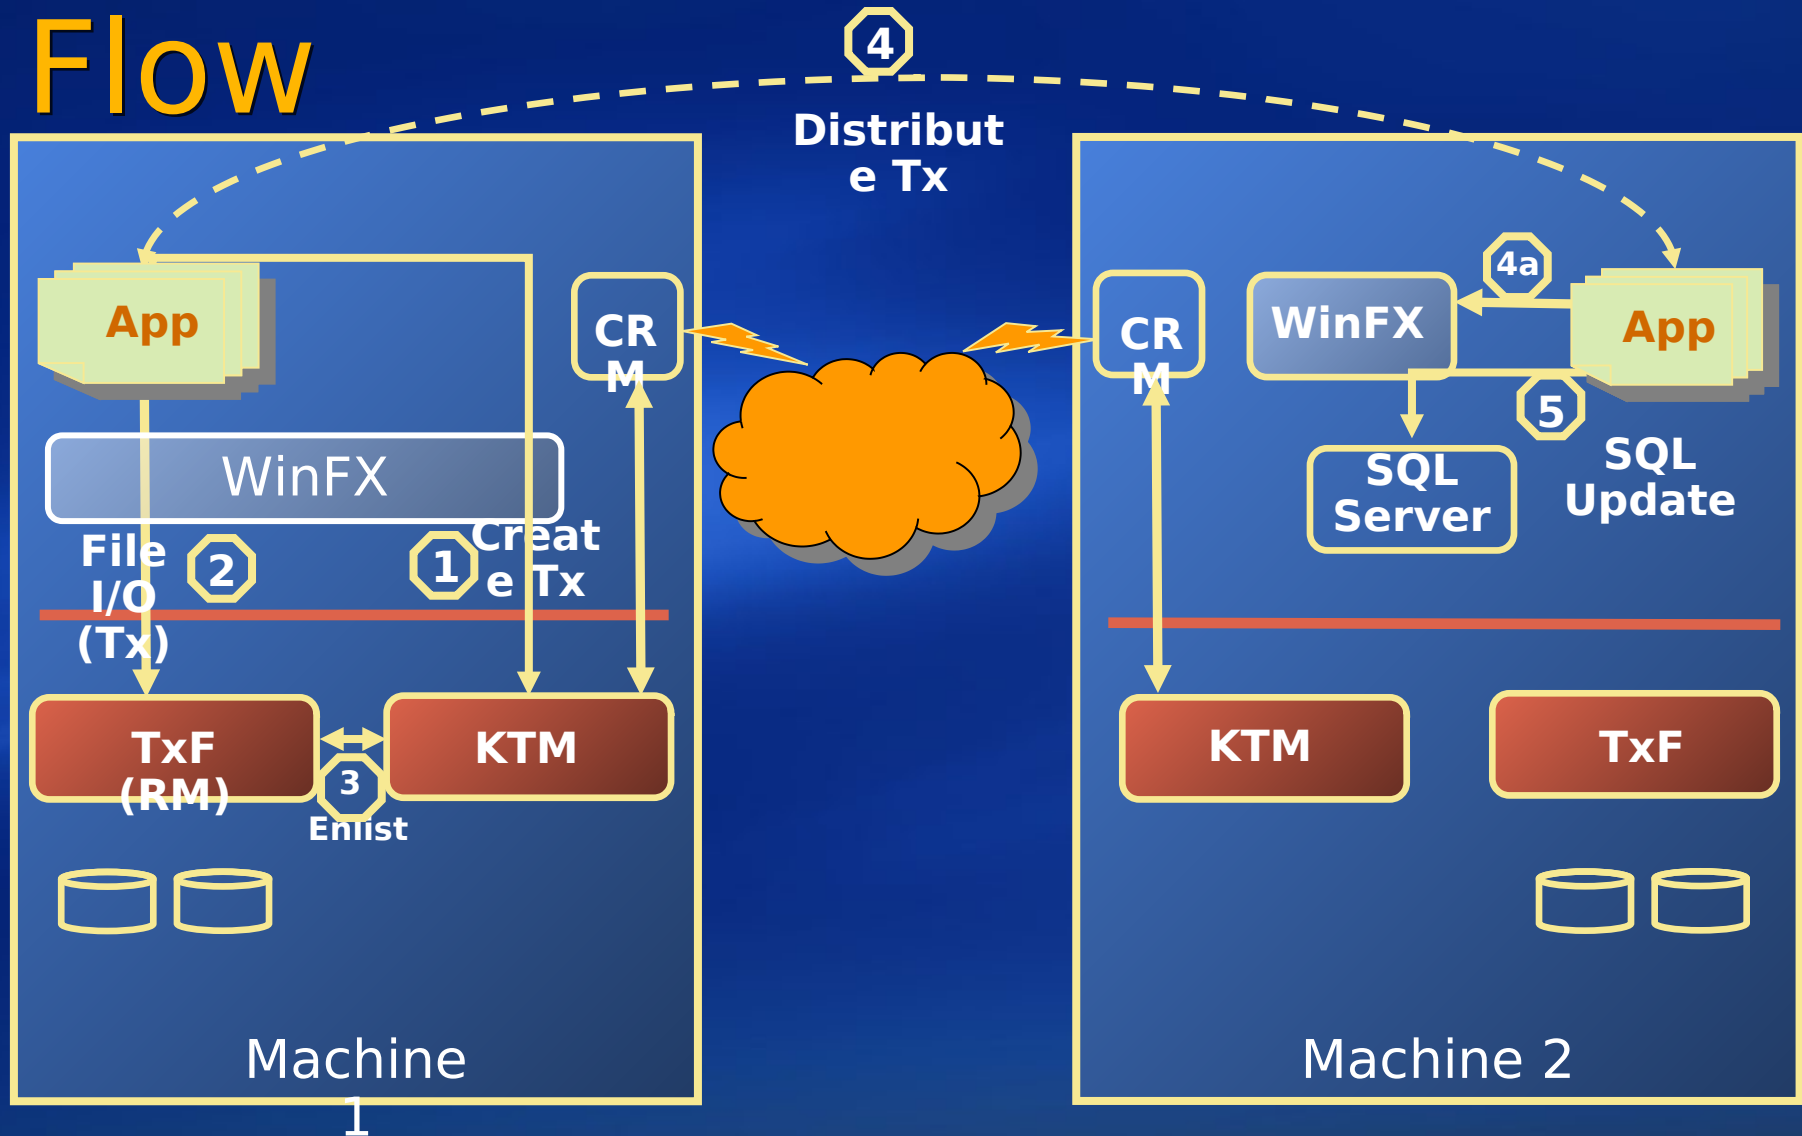 Flow
4
Distribut
e Tx
App
CR
M
WinFX
File
I/O
(Tx)
2
1
Creat
e Tx
TxF
(RM)
KTM
3
Enlist
Machine
1
CR
M
WinFX
4a
App
5
SQL
Server
SQL
Update
KTM
TxF
Machine 2